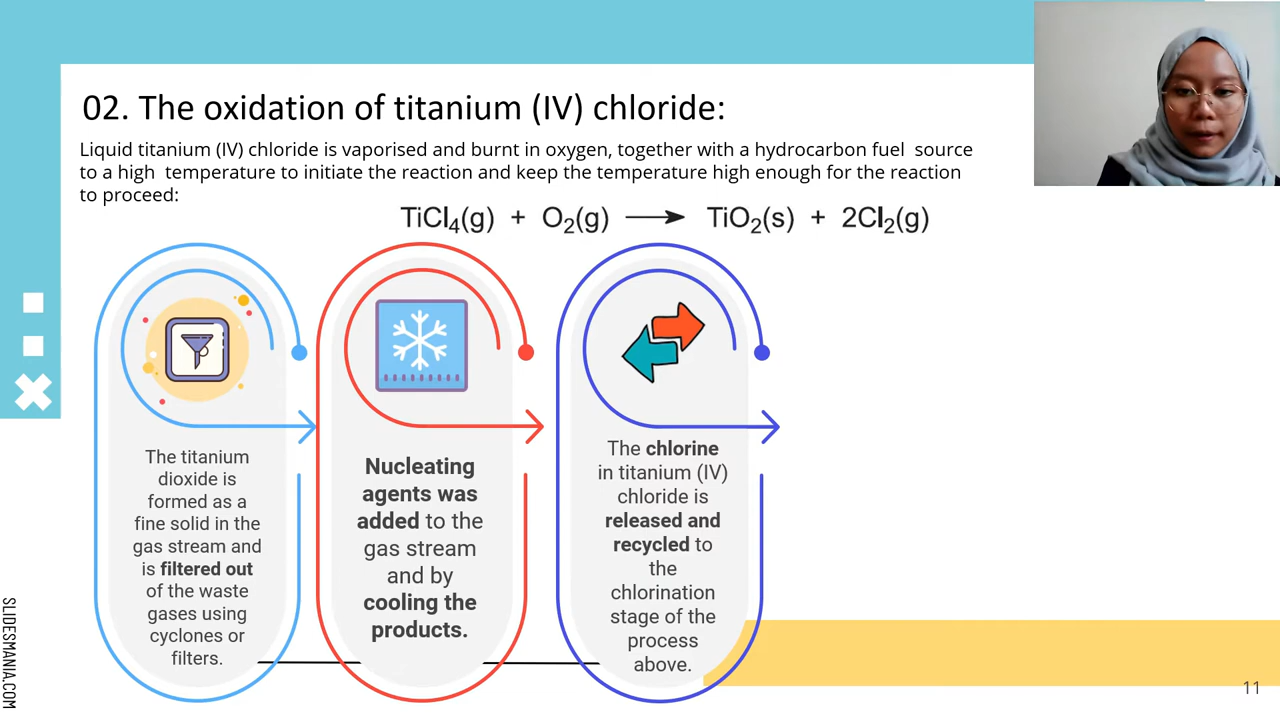 02. The oxidation of titanium (IV) chloride:
Liquid titanium (IV) chloride is vaporised and burnt in oxygen, together with a hydrocarbon fuel source
to a high temperature to initiate the reaction and keep the temperature high enough for the reaction
to proceed:
TiCl₄(g) + O₂(g) ⟶ TiO₂(s) + 2Cl₂(g)
The titanium
dioxide is
formed as a
fine solid in the
gas stream and
is filtered out
of the waste
gases using
cyclones or
filters.
Nucleating
agents was
added to the
gas stream
and by
cooling the
products.
The chlorine
in titanium (IV)
chloride is
released and
recycled to
the
chlorination
stage of the
process
above.
SLIDESMANIA.COM
11